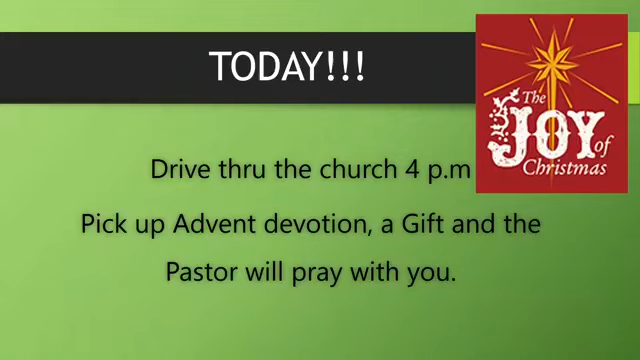 TODAY!!!
The
JOY of
Christmas
Drive thru the church 4 p.m
Pick up Advent devotion, a Gift and the
Pastor will pray with you.